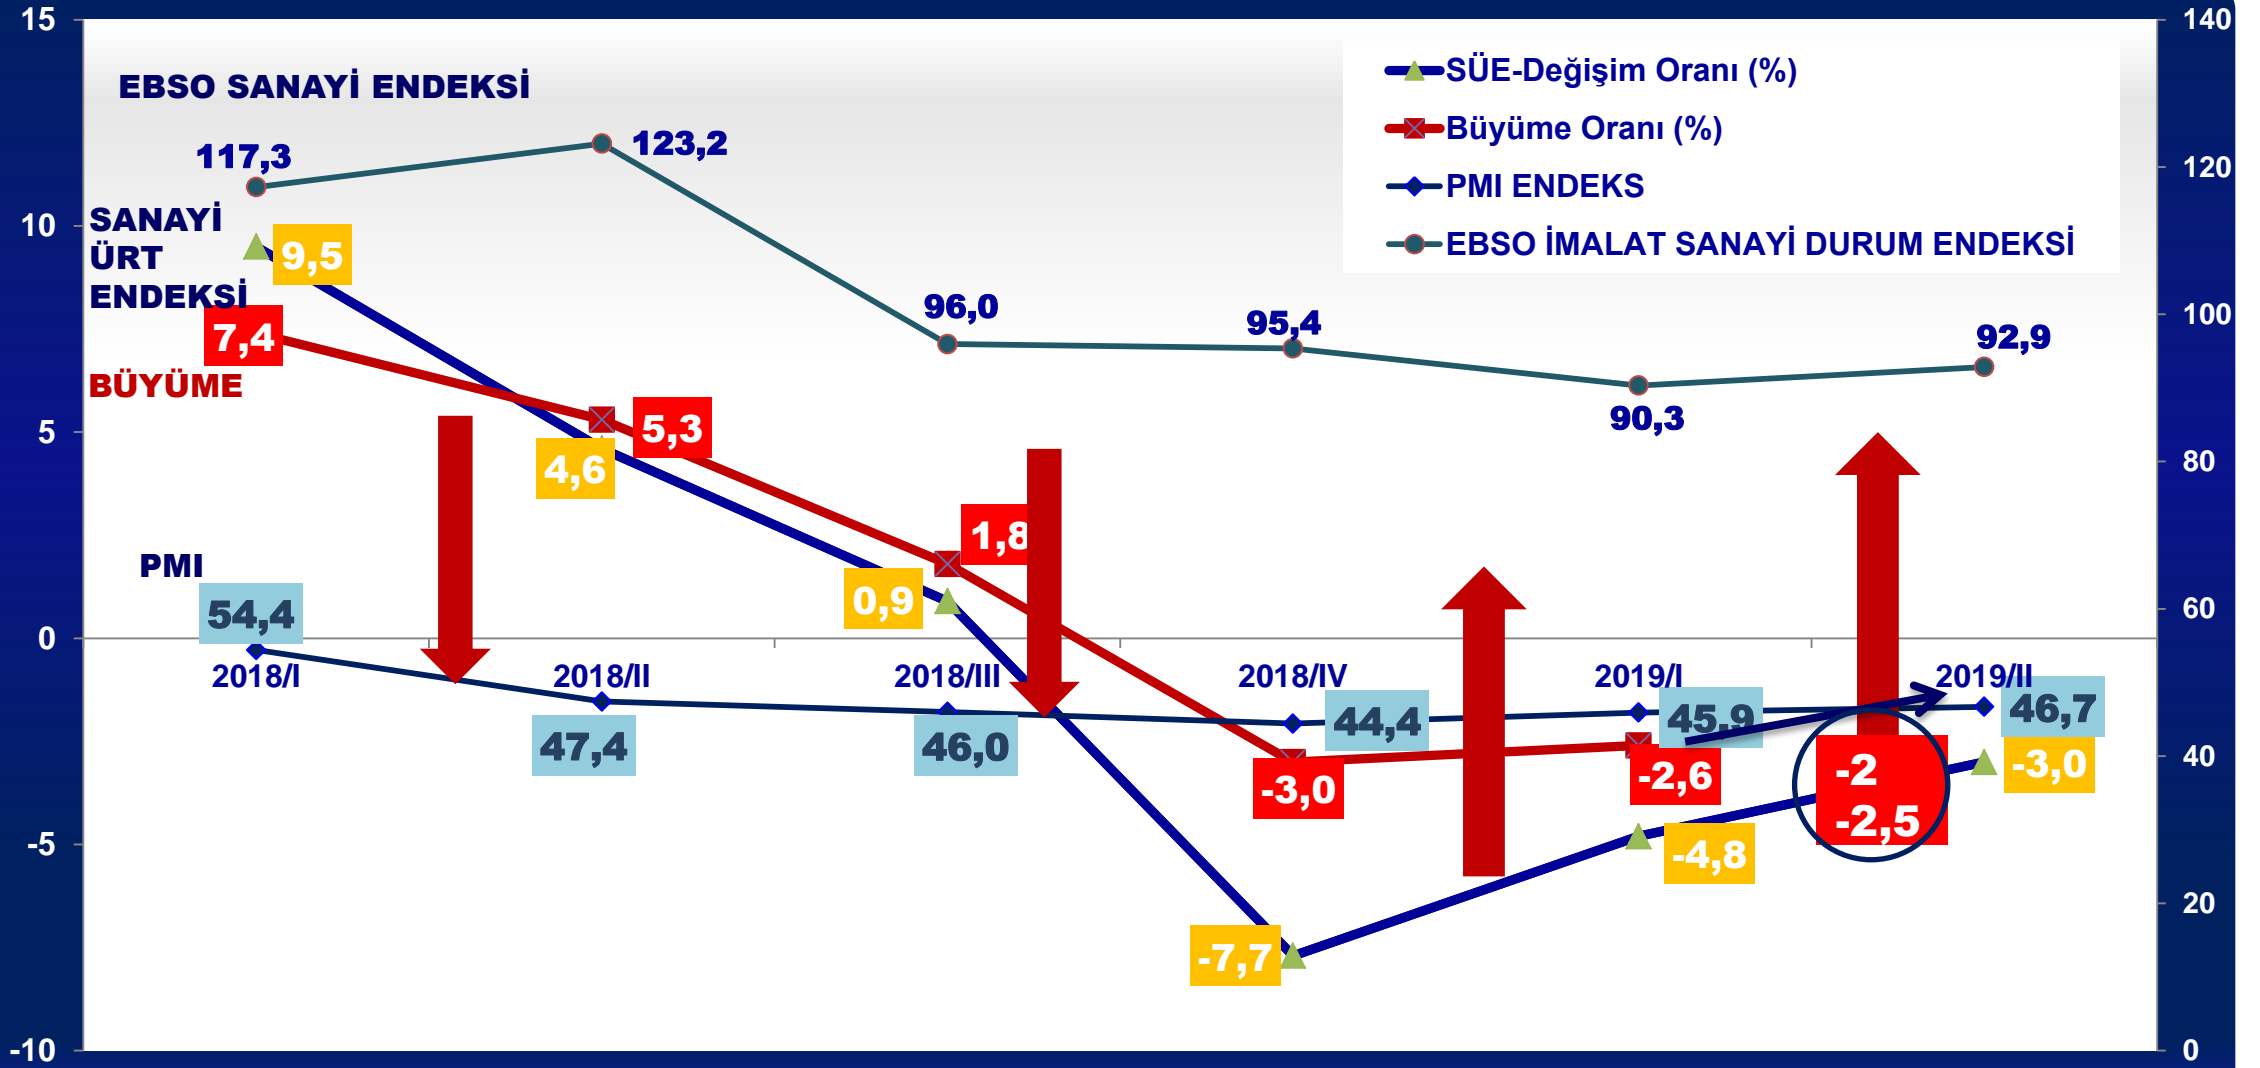 15
10
5
0
-5
-10
140
120
100
80
60
40
20
0
EBSO SANAYİ ENDEKSİ
SÜE-Değişim Oranı (%)
Büyüme Oranı (%)
PMI ENDEKS
EBSO İMALAT SANAYİ DURUM ENDEKSİ
117,3
123,2
96,0
95,4
90,3
92,9
SANAYİ
ÜRT
ENDEKSİ
9,5
4,6
0,9
-7,7
-4,8
-3,0
7,4
BÜYÜME
5,3
1,8
-3,0
-2,6
-2
-2,5
PMI
54,4
47,4
46,0
44,4
45,9
46,7
2018/I
2018/II
2018/III
2018/IV
2019/I
2019/II